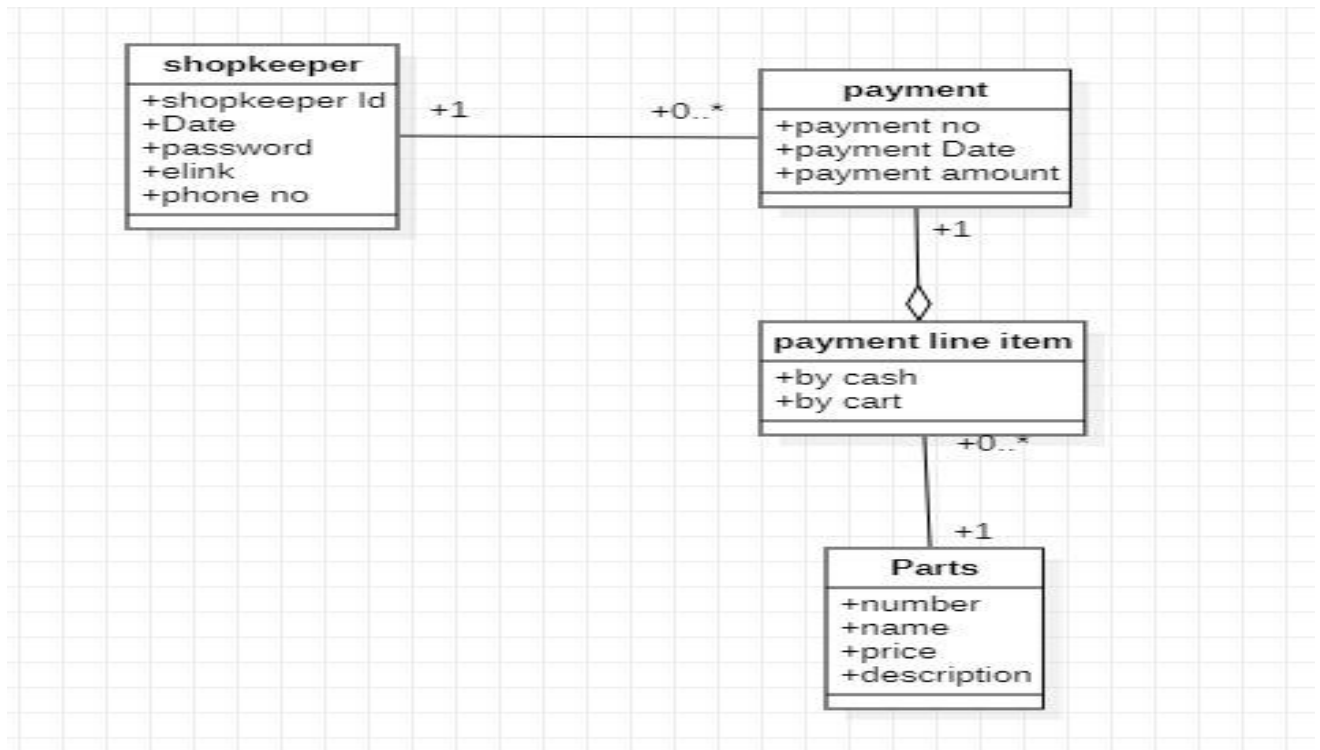 shopkeeper
+shopkeeper Id
+Date
+password
+elink
+phone no
+1
+0..*
payment
+payment no
+payment Date
+payment amount
+1
payment line item
+by cash
+by cart
+0..*
+1
Parts
+number
+name
+price
+description